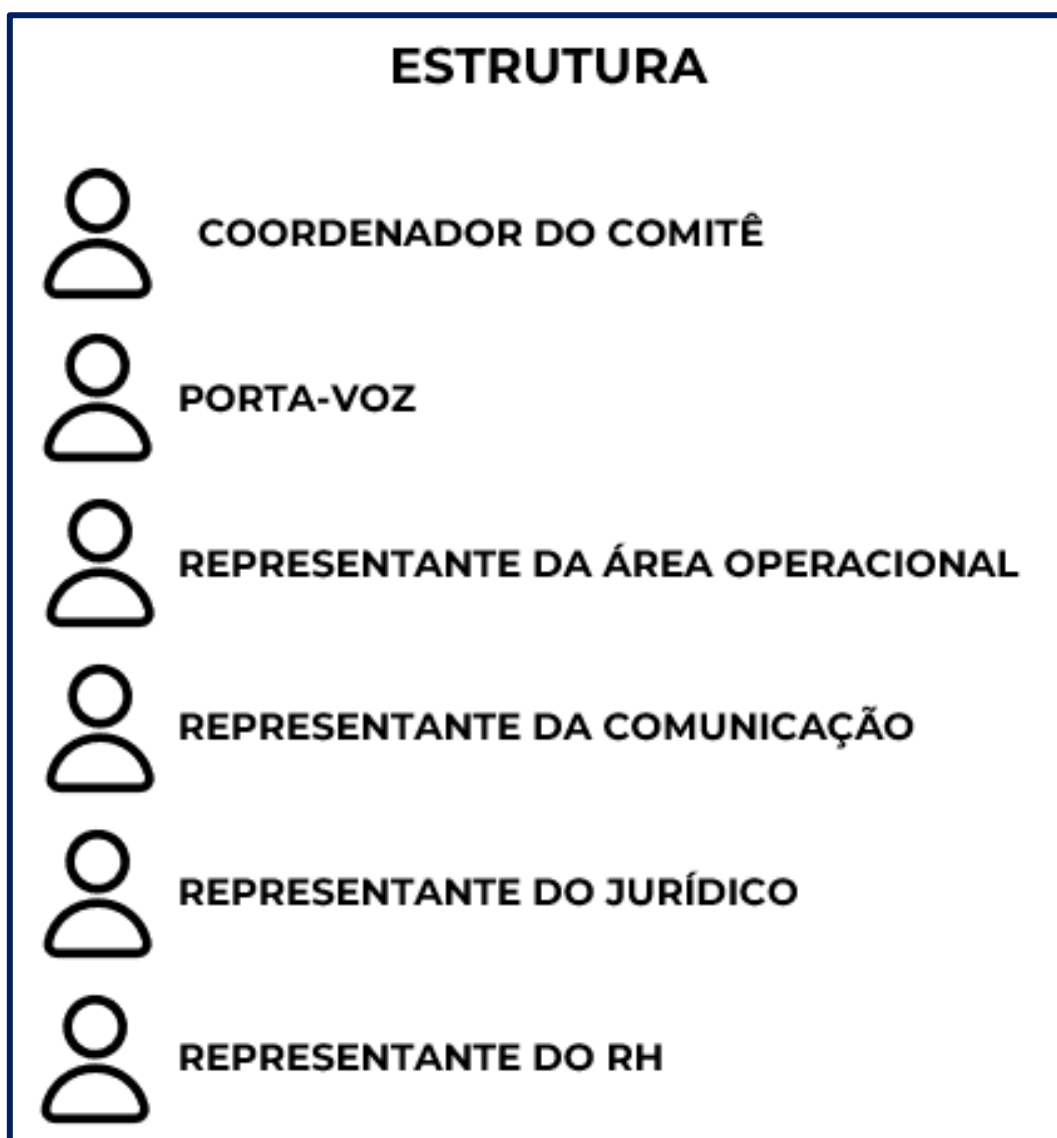 ESTRUTURA
COORDENADOR DO COMITÊ
PORTA-VOZ
REPRESENTANTE DA ÁREA OPERACIONAL
REPRESENTANTE DA COMUNICAÇÃO
REPRESENTANTE DO JURÍDICO
REPRESENTANTE DO RH